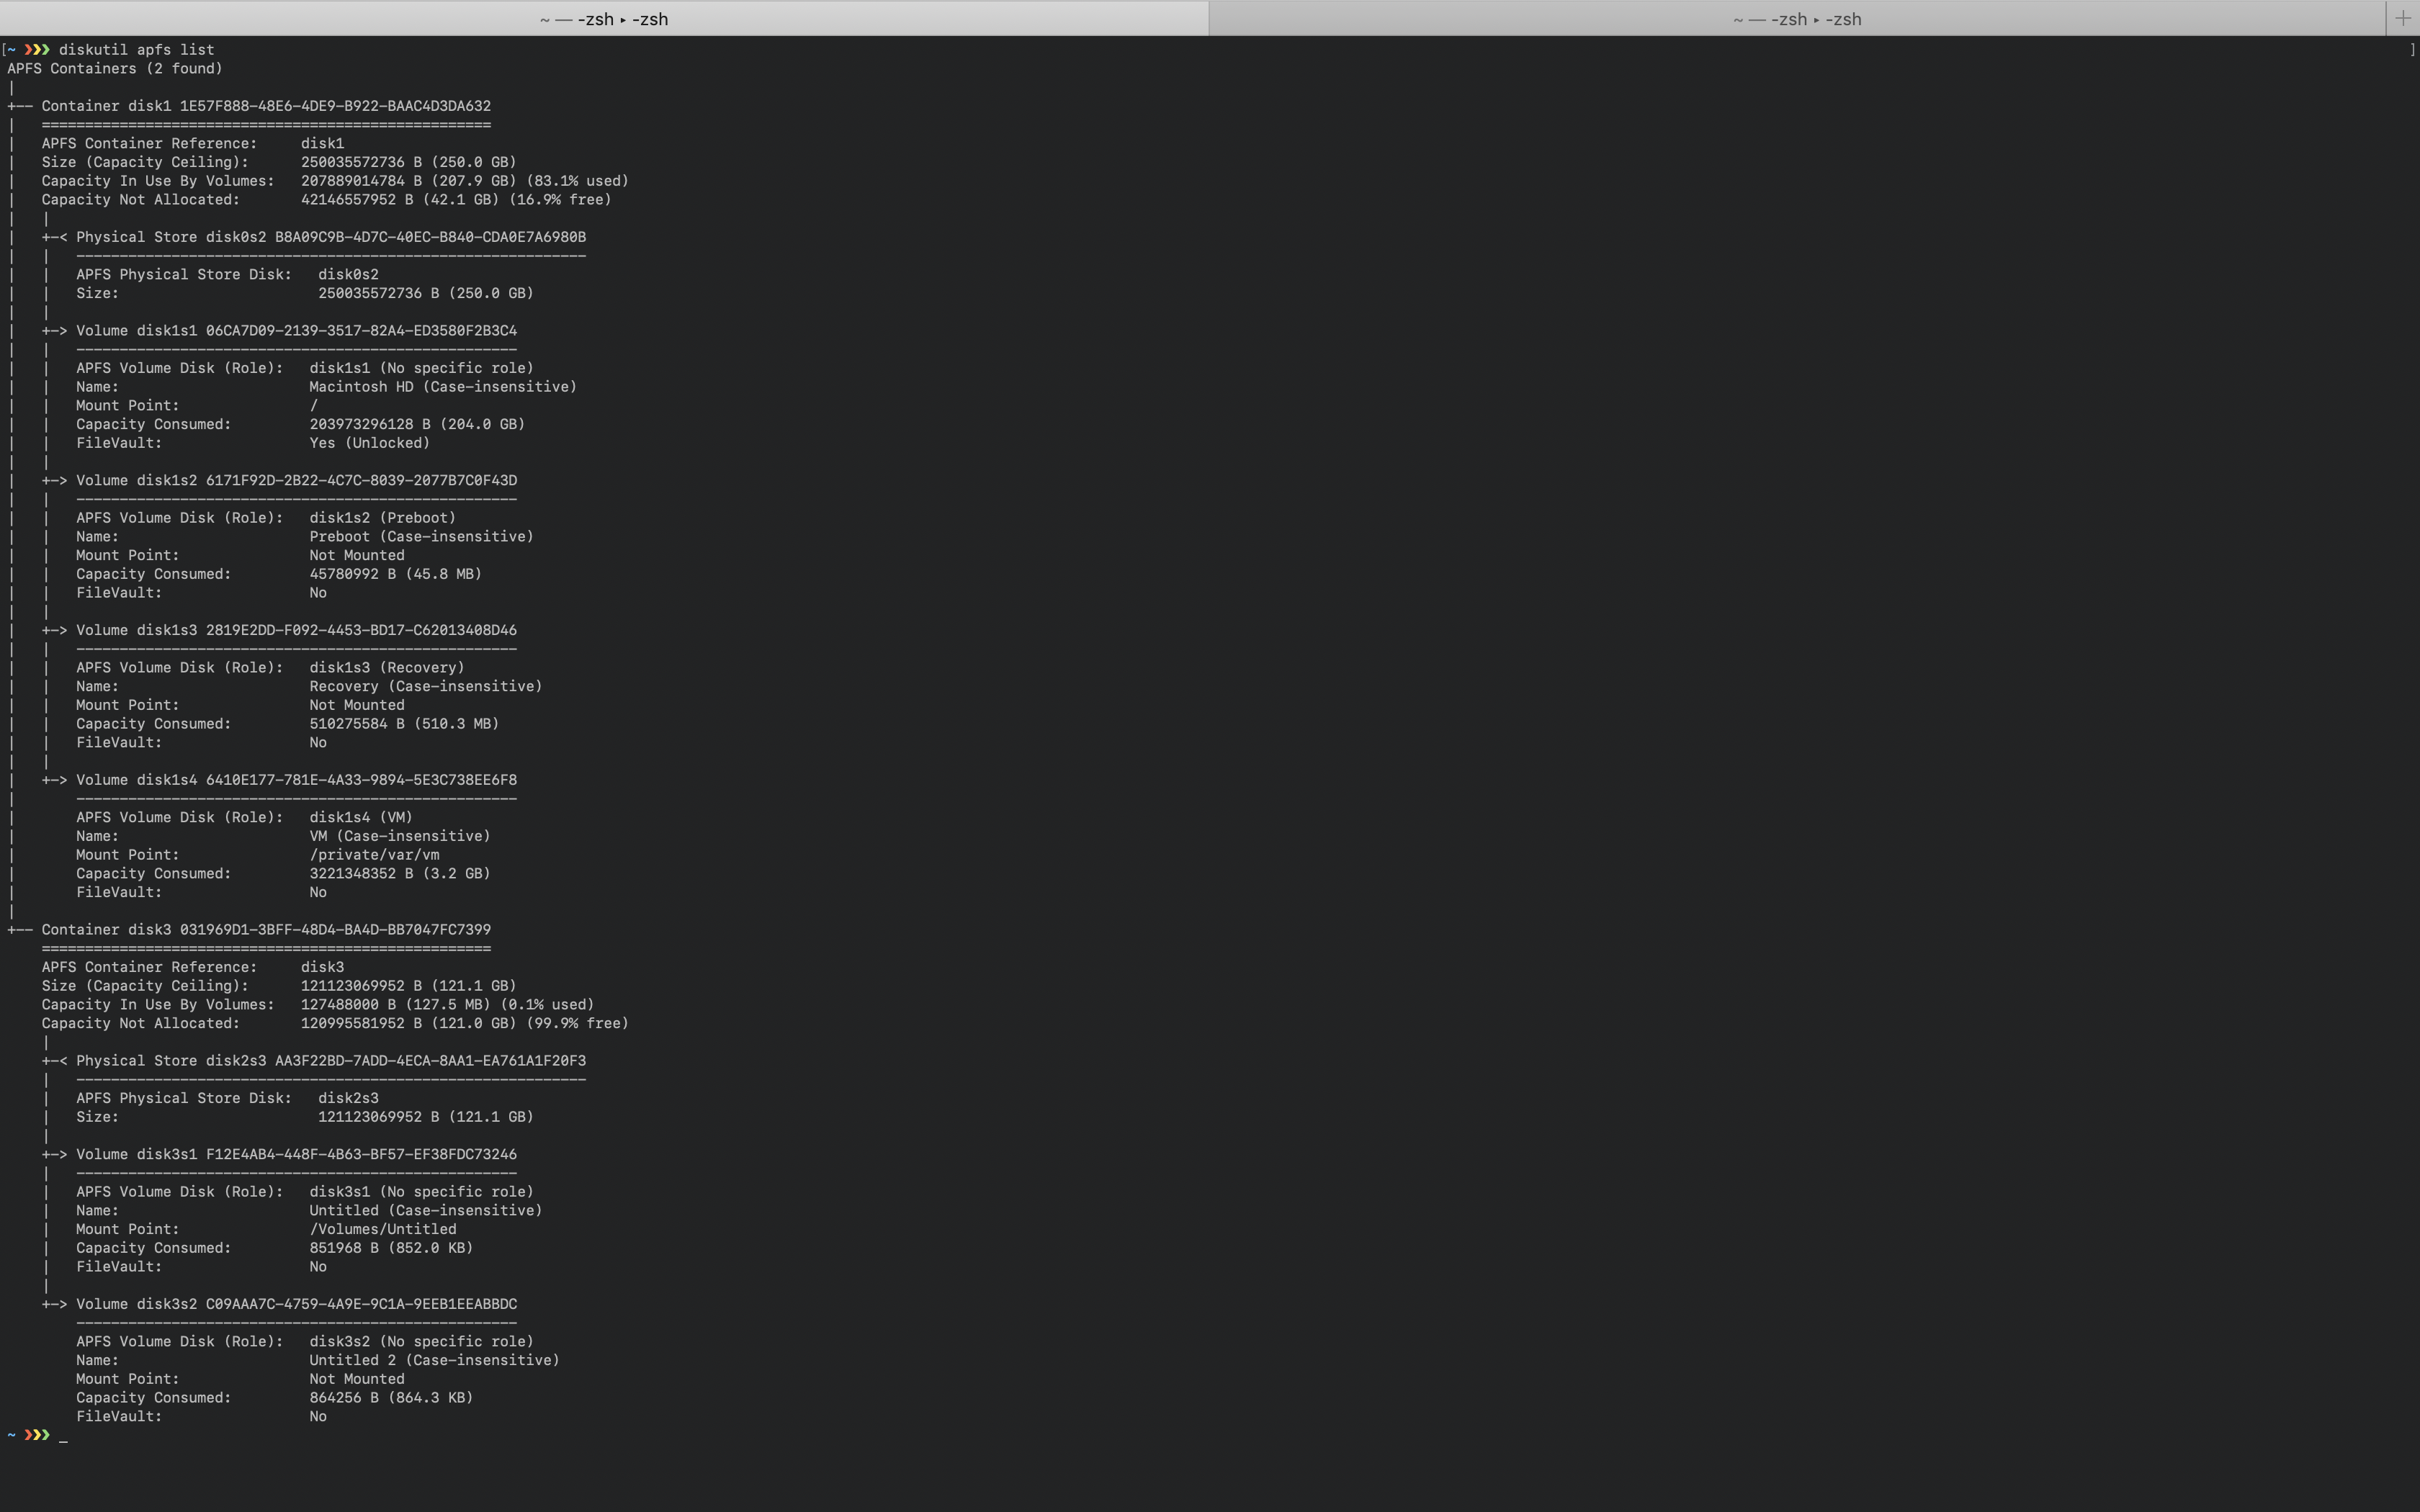 ~ — -zsh ▸ -zsh
~ — -zsh ▸ -zsh
+
[~ ❯❯❯ diskutil apfs list ]
APFS Containers (2 found)
|
+-- Container disk1 1E57F888-48E6-4DE9-B922-BAAC4D3DA632
|   ====================================================
|   APFS Container Reference:     disk1
|   Size (Capacity Ceiling):      250035572736 B (250.0 GB)
|   Capacity In Use By Volumes:   207889014784 B (207.9 GB) (83.1% used)
|   Capacity Not Allocated:       42146557952 B (42.1 GB) (16.9% free)
|   |
|   +-< Physical Store disk0s2 B8A09C9B-4D7C-40EC-B840-CDA0E7A6980B
|   |   -----------------------------------------------------------
|   |   APFS Physical Store Disk:   disk0s2
|   |   Size:                       250035572736 B (250.0 GB)
|   |
|   +-> Volume disk1s1 06CA7D09-2139-3517-82A4-ED3580F2B3C4
|   |   ---------------------------------------------------
|   |   APFS Volume Disk (Role):   disk1s1 (No specific role)
|   |   Name:                      Macintosh HD (Case-insensitive)
|   |   Mount Point:               /
|   |   Capacity Consumed:         203973296128 B (204.0 GB)
|   |   FileVault:                 Yes (Unlocked)
|   |
|   +-> Volume disk1s2 6171F92D-2B22-4C7C-8039-2077B7C0F43D
|   |   ---------------------------------------------------
|   |   APFS Volume Disk (Role):   disk1s2 (Preboot)
|   |   Name:                      Preboot (Case-insensitive)
|   |   Mount Point:               Not Mounted
|   |   Capacity Consumed:         45780992 B (45.8 MB)
|   |   FileVault:                 No
|   |
|   +-> Volume disk1s3 2819E2DD-F092-4453-BD17-C62013408D46
|   |   ---------------------------------------------------
|   |   APFS Volume Disk (Role):   disk1s3 (Recovery)
|   |   Name:                      Recovery (Case-insensitive)
|   |   Mount Point:               Not Mounted
|   |   Capacity Consumed:         510275584 B (510.3 MB)
|   |   FileVault:                 No
|   |
|   +-> Volume disk1s4 6410E177-781E-4A33-9894-5E3C738EE6F8
|       ---------------------------------------------------
|       APFS Volume Disk (Role):   disk1s4 (VM)
|       Name:                      VM (Case-insensitive)
|       Mount Point:               /private/var/vm
|       Capacity Consumed:         3221348352 B (3.2 GB)
|       FileVault:                 No
|
+-- Container disk3 031969D1-3BFF-48D4-BA4D-BB7047FC7399
    ====================================================
    APFS Container Reference:     disk3
    Size (Capacity Ceiling):      121123069952 B (121.1 GB)
    Capacity In Use By Volumes:   127488000 B (127.5 MB) (0.1% used)
    Capacity Not Allocated:       120995581952 B (121.0 GB) (99.9% free)
    |
    +-< Physical Store disk2s3 AA3F22BD-7ADD-4ECA-8AA1-EA761A1F20F3
    |   -----------------------------------------------------------
    |   APFS Physical Store Disk:   disk2s3
    |   Size:                       121123069952 B (121.1 GB)
    |
    +-> Volume disk3s1 F12E4AB4-448F-4B63-BF57-EF38FDC73246
    |   ---------------------------------------------------
    |   APFS Volume Disk (Role):   disk3s1 (No specific role)
    |   Name:                      Untitled (Case-insensitive)
    |   Mount Point:               /Volumes/Untitled
    |   Capacity Consumed:         851968 B (852.0 KB)
    |   FileVault:                 No
    |
    +-> Volume disk3s2 C09AAA7C-4759-4A9E-9C1A-9EEB1EEABBDC
        ---------------------------------------------------
        APFS Volume Disk (Role):   disk3s2 (No specific role)
        Name:                      Untitled 2 (Case-insensitive)
        Mount Point:               Not Mounted
        Capacity Consumed:         864256 B (864.3 KB)
        FileVault:                 No
~ ❯❯❯ _